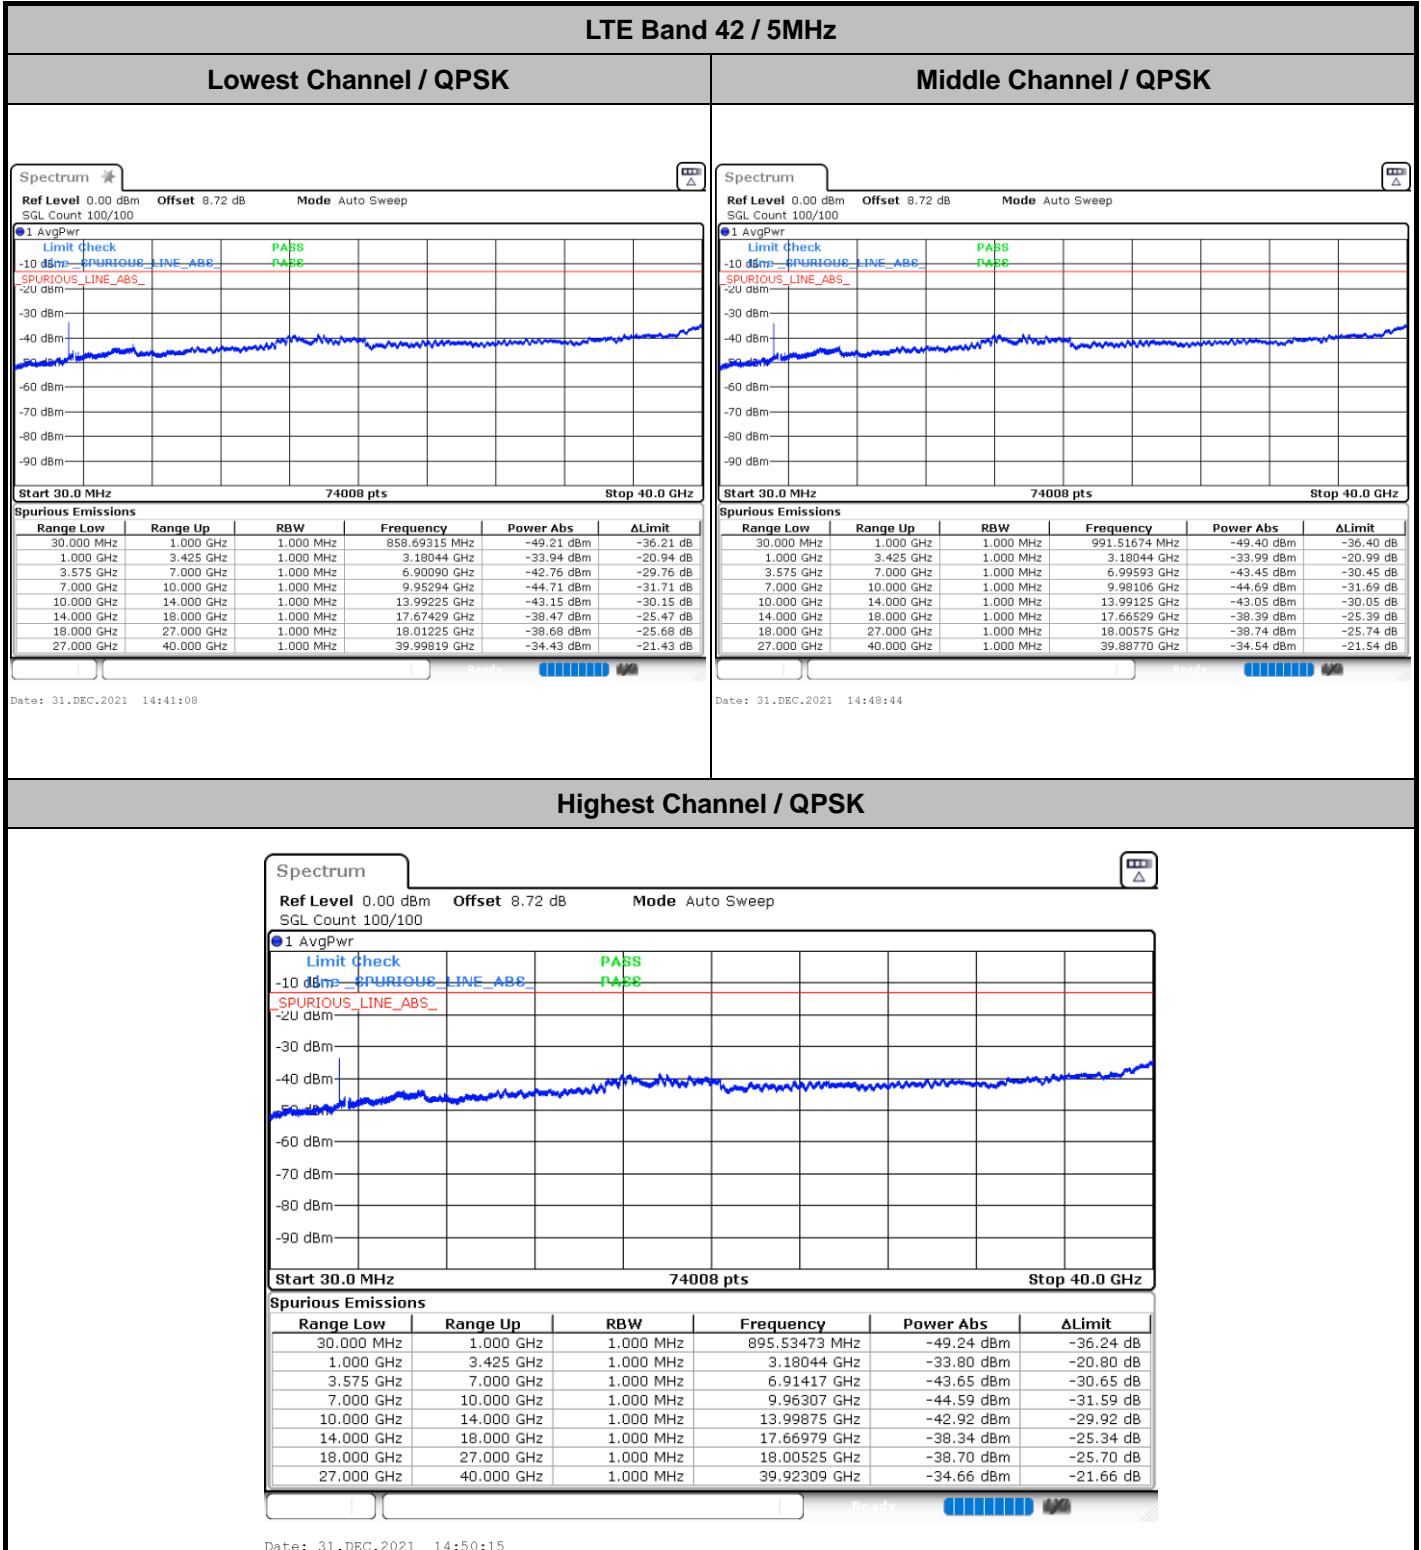 LTE Band 42 / 5MHz
Lowest Channel / QPSK
Middle Channel / QPSK
Spectrum
Ref Level 0.00 dBm Offset 8.72 dB Mode Auto Sweep
SGL Count 100/100
1 AvgPwr
Limit Check PASS
-10 dBm Line _SPURIOUS_LINE_ABS_ PASS
_SPURIOUS_LINE_ABS_
-20 dBm
-30 dBm
-40 dBm
-50 dBm
-60 dBm
-70 dBm
-80 dBm
-90 dBm
Start 30.0 MHz 74008 pts Stop 40.0 GHz
Spurious Emissions
Range Low Range Up RBW Frequency Power Abs ΔLimit
30.000 MHz 1.000 GHz 1.000 MHz 858.69315 MHz -49.21 dBm -36.21 dB
1.000 GHz 3.425 GHz 1.000 MHz 3.18044 GHz -33.94 dBm -20.94 dB
3.575 GHz 7.000 GHz 1.000 MHz 6.90090 GHz -42.76 dBm -29.76 dB
7.000 GHz 10.000 GHz 1.000 MHz 9.95294 GHz -44.71 dBm -31.71 dB
10.000 GHz 14.000 GHz 1.000 MHz 13.99225 GHz -43.15 dBm -30.15 dB
14.000 GHz 18.000 GHz 1.000 MHz 17.67429 GHz -38.47 dBm -25.47 dB
18.000 GHz 27.000 GHz 1.000 MHz 18.01225 GHz -38.68 dBm -25.68 dB
27.000 GHz 40.000 GHz 1.000 MHz 39.99819 GHz -34.43 dBm -21.43 dB
Ready
Date: 31.DEC.2021 14:41:08
Spectrum
Ref Level 0.00 dBm Offset 8.72 dB Mode Auto Sweep
SGL Count 100/100
1 AvgPwr
Limit Check PASS
-10 dBm Line _SPURIOUS_LINE_ABS_ PASS
_SPURIOUS_LINE_ABS_
-20 dBm
-30 dBm
-40 dBm
-50 dBm
-60 dBm
-70 dBm
-80 dBm
-90 dBm
Start 30.0 MHz 74008 pts Stop 40.0 GHz
Spurious Emissions
Range Low Range Up RBW Frequency Power Abs ΔLimit
30.000 MHz 1.000 GHz 1.000 MHz 991.51674 MHz -49.40 dBm -36.40 dB
1.000 GHz 3.425 GHz 1.000 MHz 3.18044 GHz -33.99 dBm -20.99 dB
3.575 GHz 7.000 GHz 1.000 MHz 6.99593 GHz -43.45 dBm -30.45 dB
7.000 GHz 10.000 GHz 1.000 MHz 9.98106 GHz -44.69 dBm -31.69 dB
10.000 GHz 14.000 GHz 1.000 MHz 13.99125 GHz -43.05 dBm -30.05 dB
14.000 GHz 18.000 GHz 1.000 MHz 17.66529 GHz -38.39 dBm -25.39 dB
18.000 GHz 27.000 GHz 1.000 MHz 18.00575 GHz -38.74 dBm -25.74 dB
27.000 GHz 40.000 GHz 1.000 MHz 39.88770 GHz -34.54 dBm -21.54 dB
Ready
Date: 31.DEC.2021 14:48:44
Highest Channel / QPSK
Spectrum
Ref Level 0.00 dBm Offset 8.72 dB Mode Auto Sweep
SGL Count 100/100
1 AvgPwr
Limit Check PASS
-10 dBm Line _SPURIOUS_LINE_ABS_ PASS
_SPURIOUS_LINE_ABS_
-20 dBm
-30 dBm
-40 dBm
-50 dBm
-60 dBm
-70 dBm
-80 dBm
-90 dBm
Start 30.0 MHz 74008 pts Stop 40.0 GHz
Spurious Emissions
Range Low Range Up RBW Frequency Power Abs ΔLimit
30.000 MHz 1.000 GHz 1.000 MHz 895.53473 MHz -49.24 dBm -36.24 dB
1.000 GHz 3.425 GHz 1.000 MHz 3.18044 GHz -33.80 dBm -20.80 dB
3.575 GHz 7.000 GHz 1.000 MHz 6.91417 GHz -43.65 dBm -30.65 dB
7.000 GHz 10.000 GHz 1.000 MHz 9.96307 GHz -44.59 dBm -31.59 dB
10.000 GHz 14.000 GHz 1.000 MHz 13.99875 GHz -42.92 dBm -29.92 dB
14.000 GHz 18.000 GHz 1.000 MHz 17.66979 GHz -38.34 dBm -25.34 dB
18.000 GHz 27.000 GHz 1.000 MHz 18.00525 GHz -38.70 dBm -25.70 dB
27.000 GHz 40.000 GHz 1.000 MHz 39.92309 GHz -34.66 dBm -21.66 dB
Ready
Date: 31.DEC.2021 14:50:15